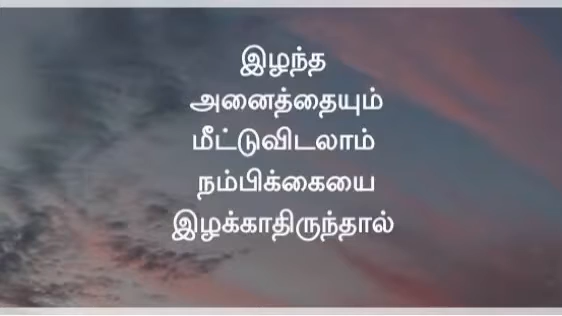 இழந்த
அனைத்தையும்
மீட்டுவிடலாம்
நம்பிக்கையை
இழக்காதிருந்தால்